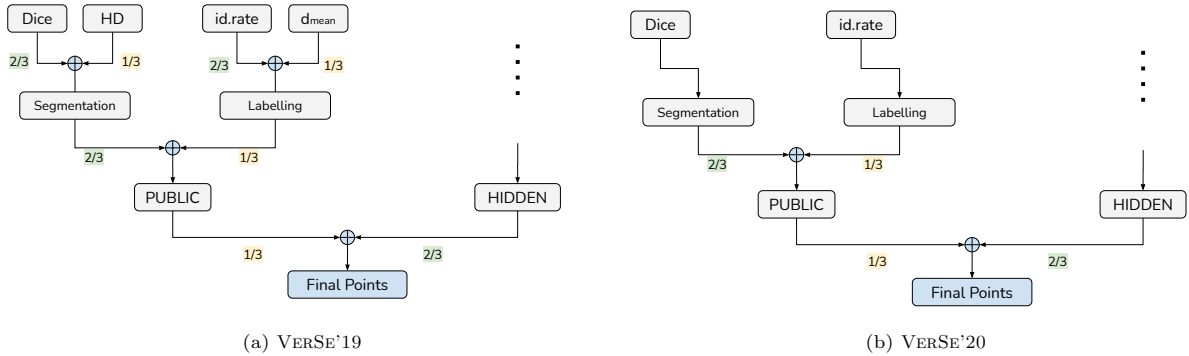 Dice HD id.rate dmean
2/3 1/3 2/3 1/3
Segmentation Labelling
2/3 1/3
PUBLIC HIDDEN
1/3 2/3
Final Points
(a) VerSe'19
Dice id.rate
Segmentation Labelling
2/3 1/3
PUBLIC HIDDEN
1/3 2/3
Final Points
(b) VerSe'20